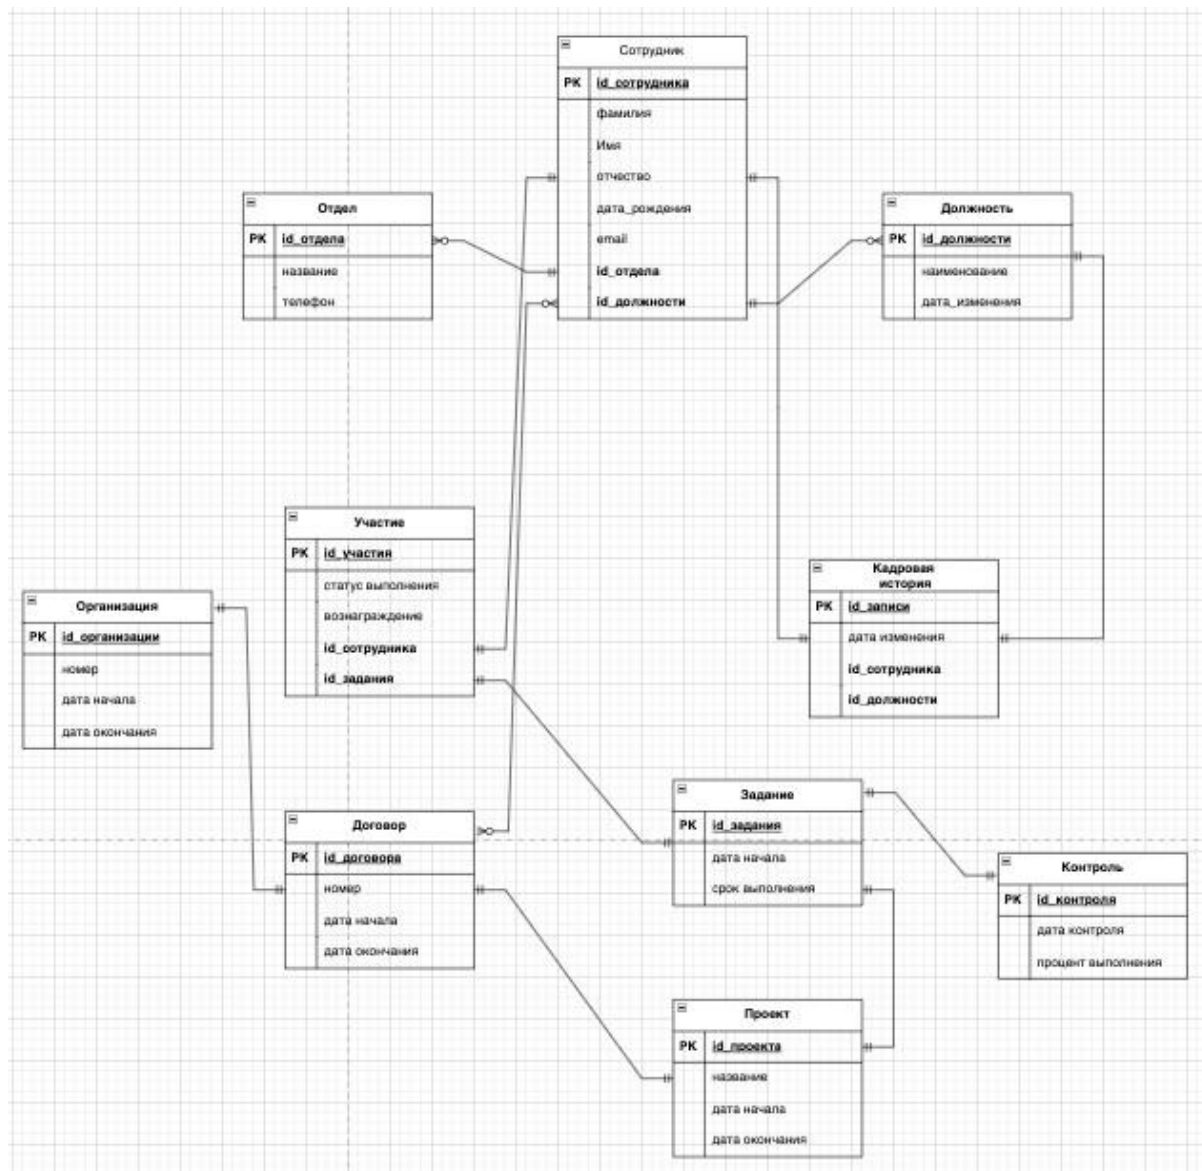 Сотрудник
PK id_сотрудника
фамилия
Имя
отчество
дата_рождения
email
id_отдела
id_должности
Отдел
PK id_отдела
название
телефон
Должность
PK id_должности
наименование
дата_изменения
Участие
PK id_участия
статус выполнения
вознаграждение
id_сотрудника
id_задания
Кадровая
история
PK id_записи
дата изменения
id_сотрудника
id_должности
Организация
PK id_организации
номер
дата начала
дата окончания
Договор
PK id_договора
номер
дата начала
дата окончания
Задание
PK id_задания
дата начала
срок выполнения
Контроль
PK id_контроля
дата контроля
процент выполнения
Проект
PK id_проекта
название
дата начала
дата окончания